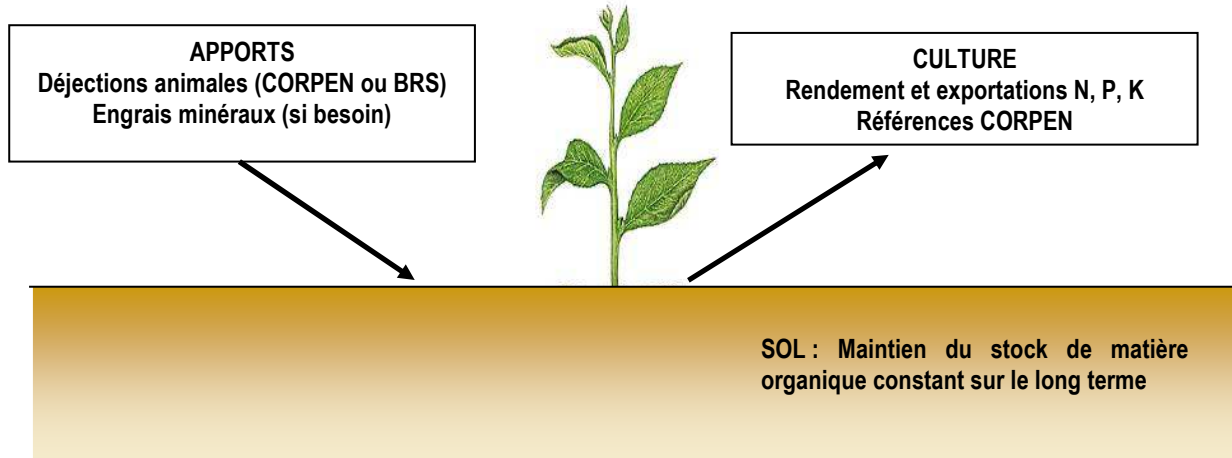 APPORTS
Déjections animales (CORPEN ou BRS)
Engrais minéraux (si besoin)
CULTURE
Rendement et exportations N, P, K
Références CORPEN
SOL : Maintien du stock de matière
organique constant sur le long terme